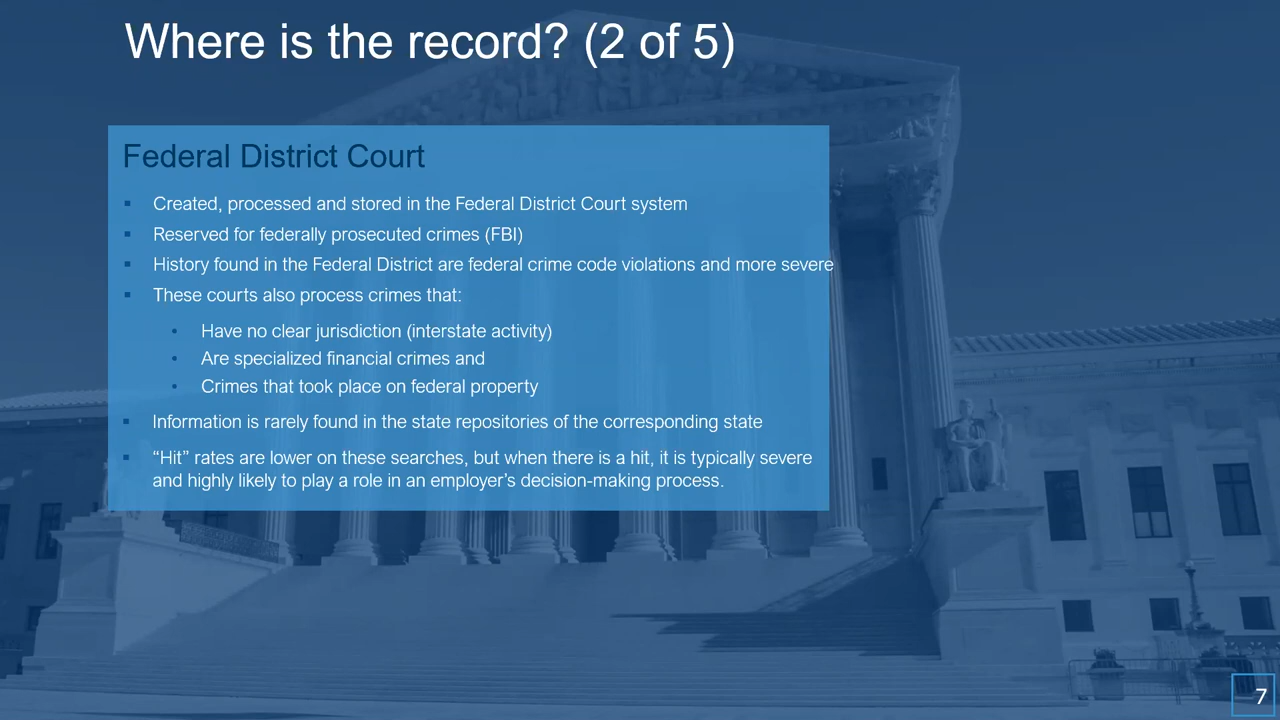 Where is the record? (2 of 5)
Federal District Court
Created, processed and stored in the Federal District Court system
Reserved for federally prosecuted crimes (FBI)
History found in the Federal District are federal crime code violations and more severe
These courts also process crimes that:
Have no clear jurisdiction (interstate activity)
Are specialized financial crimes and
Crimes that took place on federal property
Information is rarely found in the state repositories of the corresponding state
“Hit” rates are lower on these searches, but when there is a hit, it is typically severe
and highly likely to play a role in an employer’s decision-making process.
7